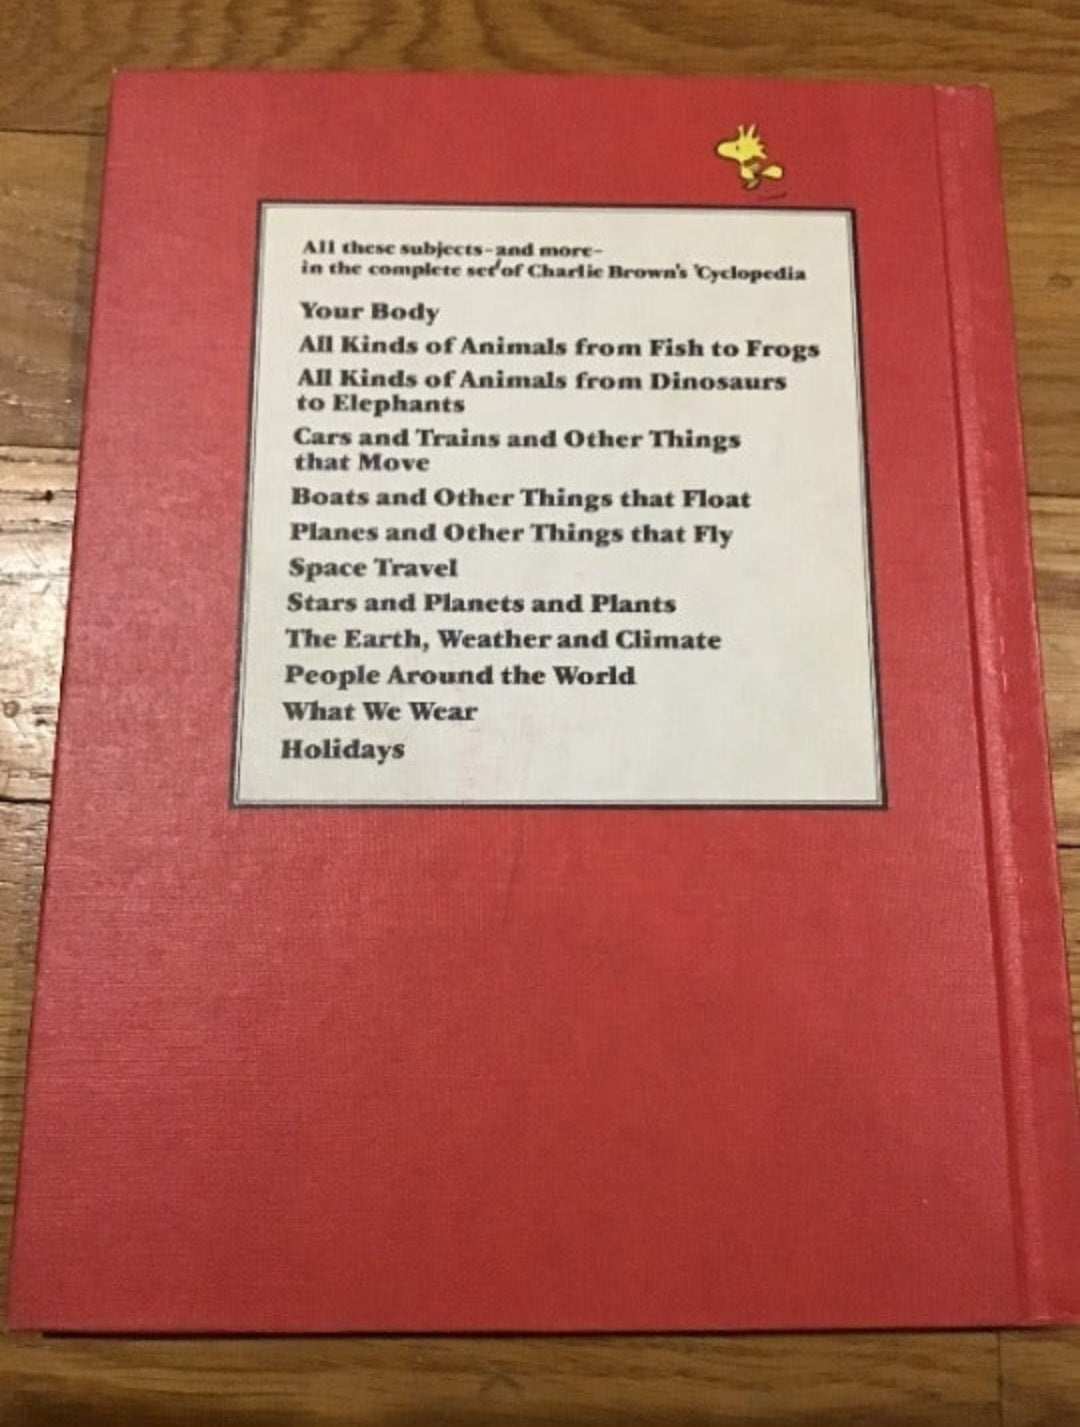 All these subjects-and more-
in the complete set of Charlie Brown's 'Cyclopedia
Your Body
All Kinds of Animals from Fish to Frogs
All Kinds of Animals from Dinosaurs
to Elephants
Cars and Trains and Other Things
that Move
Boats and Other Things that Float
Planes and Other Things that Fly
Space Travel
Stars and Planets and Plants
The Earth, Weather and Climate
People Around the World
What We Wear
Holidays